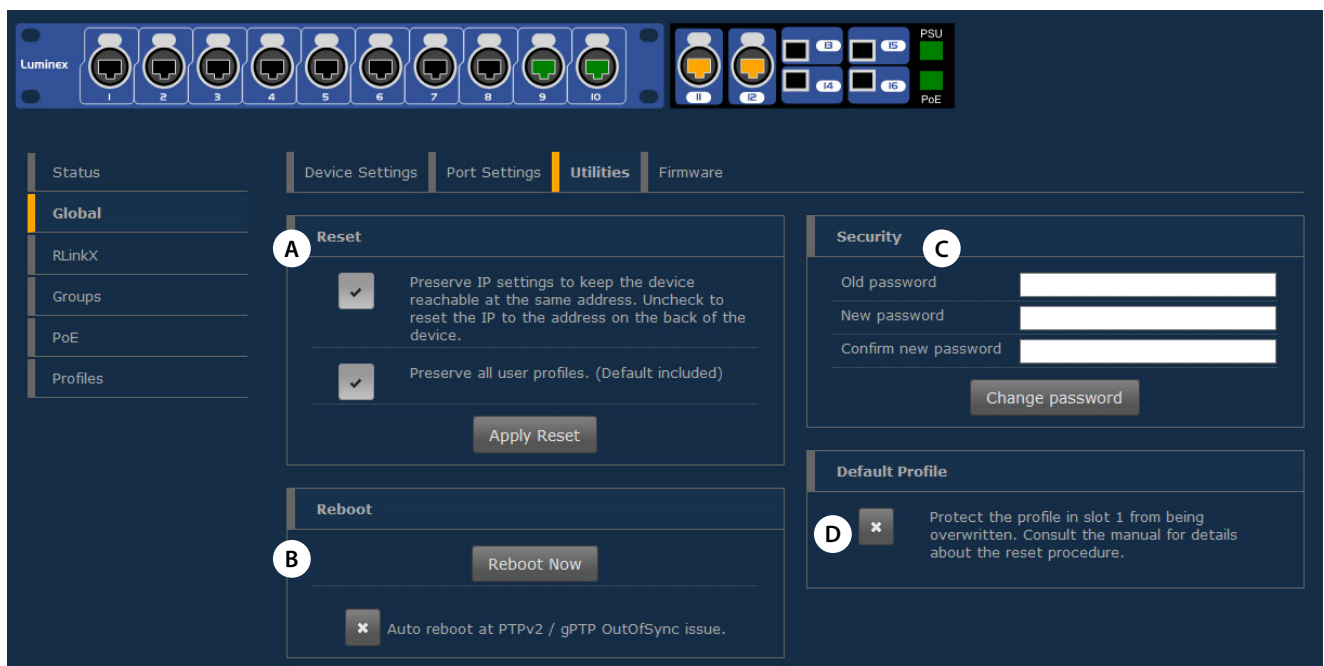 Luminex
1 2 3 4 5 6 7 8 9 10
11 12
13 15
14 16
PSU
PoE
Status
Global
RLinkX
Groups
PoE
Profiles
Device Settings Port Settings Utilities Firmware
A
Reset
Preserve IP settings to keep the device
reachable at the same address. Uncheck to
reset the IP to the address on the back of the
device.
Preserve all user profiles. (Default included)
Apply Reset
B
Reboot
Reboot Now
Auto reboot at PTPv2 / gPTP OutOfSync issue.
Security
C
Old password
New password
Confirm new password
Change password
Default Profile
D
Protect the profile in slot 1 from being
overwritten. Consult the manual for details
about the reset procedure.